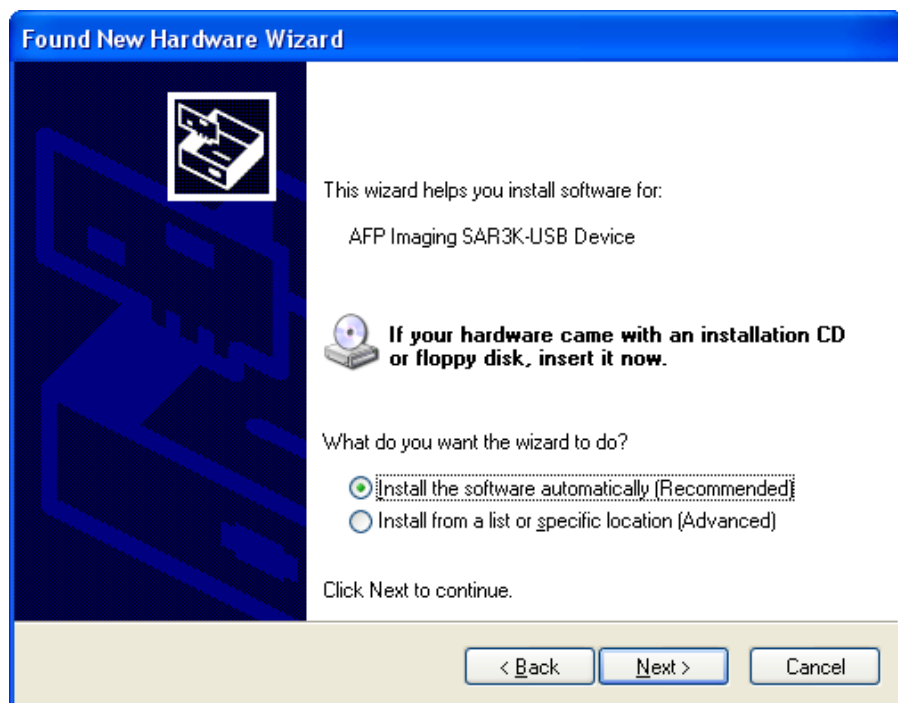 Found New Hardware Wizard
This wizard helps you install software for:
AFP Imaging SAR3K-USB Device
If your hardware came with an installation CD
or floppy disk, insert it now.
What do you want the wizard to do?
Install the software automatically (Recommended)
Install from a list or specific location (Advanced)
Click Next to continue.
< Back
Next >
Cancel